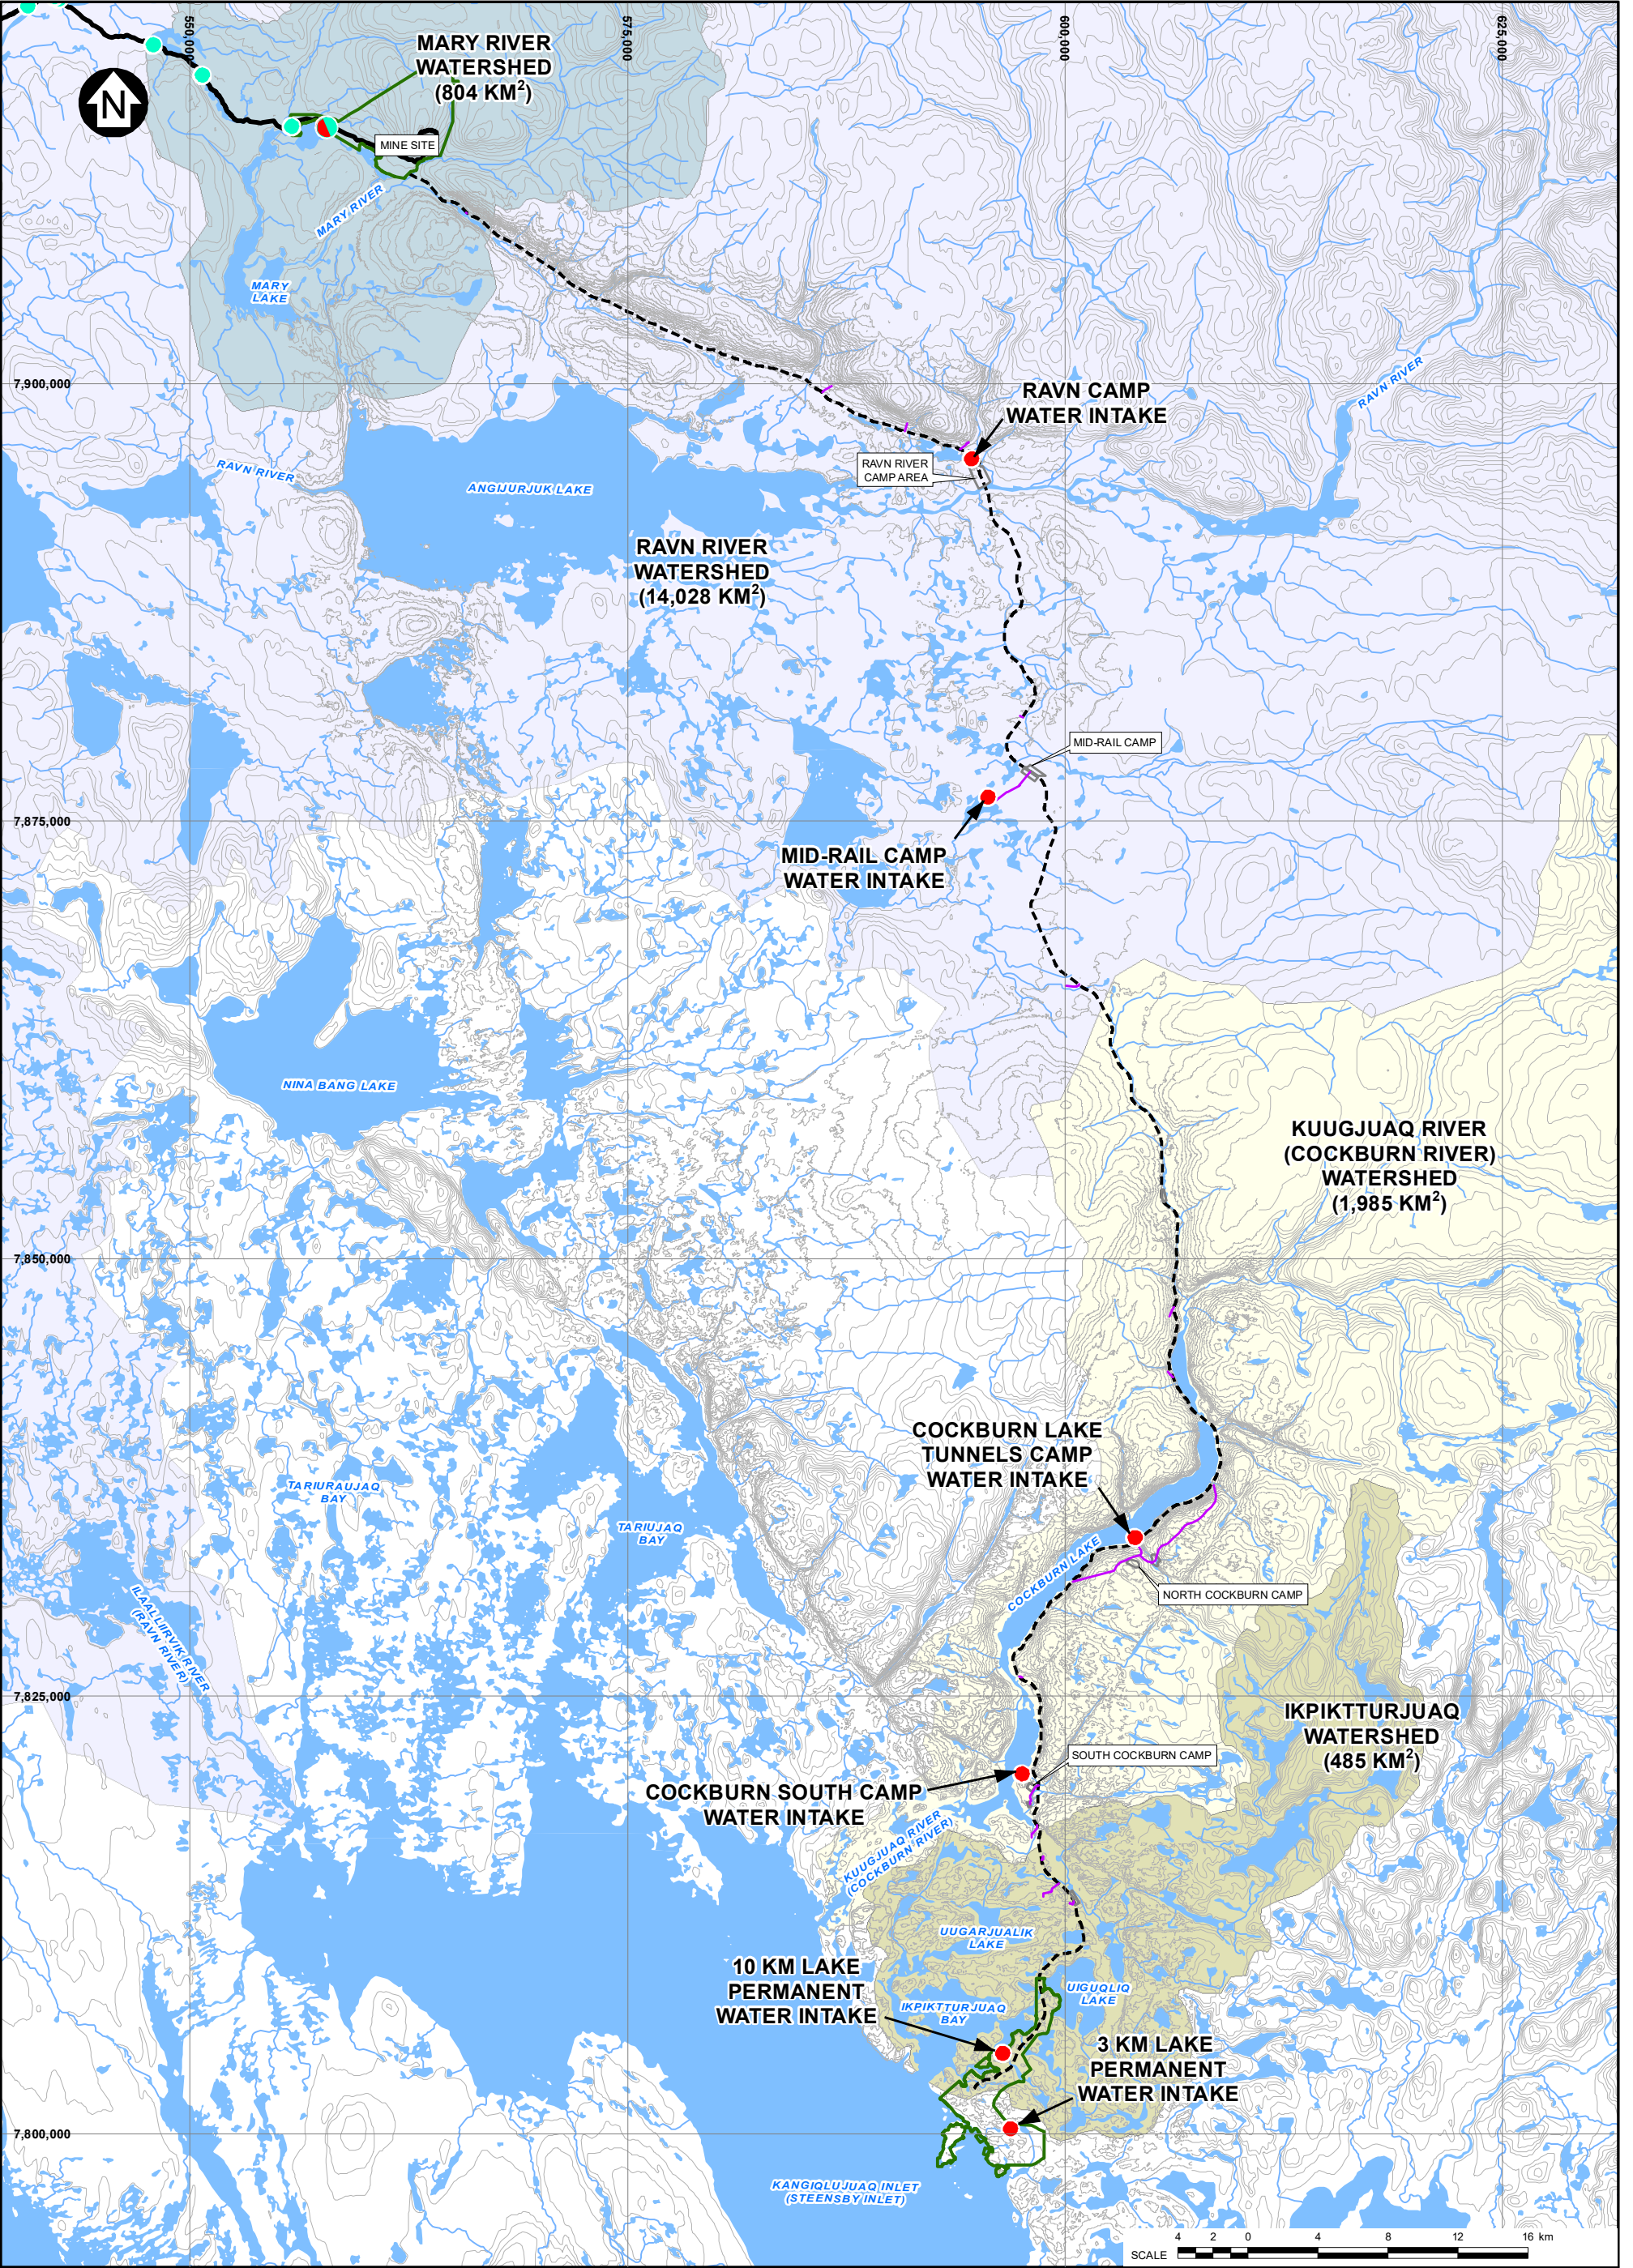 550,000
575,000
600,000
625,000
MARY RIVER
WATERSHED
(804 KM²)
N
MINE SITE
MARY RIVER
MARY
LAKE
7,900,000
RAVN CAMP
WATER INTAKE
RAVN RIVER
RAVN RIVER
CAMP AREA
RAVN RIVER
ANGIJURJUK LAKE
RAVN RIVER
WATERSHED
(14,028 KM²)
MID-RAIL CAMP
7,875,000
MID-RAIL CAMP
WATER INTAKE
NINA BANG LAKE
KUUGJUAQ RIVER
(COCKBURN RIVER)
WATERSHED
(1,985 KM²)
7,850,000
COCKBURN LAKE
TUNNELS CAMP
WATER INTAKE
TARIURAUJAQ
BAY
TARIUJAQ
BAY
COCKBURN LAKE
NORTH COCKBURN CAMP
(RAVN RIVER)
7,825,000
IKPIKTTURJUAQ
WATERSHED
(485 KM²)
SOUTH COCKBURN CAMP
COCKBURN SOUTH CAMP
WATER INTAKE
KUUGJUAQ RIVER
(COCKBURN RIVER)
UUGARJUALIK
LAKE
10 KM LAKE
PERMANENT
WATER INTAKE
UIGUQLIQ
LAKE
IKPIKTTURJUAQ
BAY
3 KM LAKE
PERMANENT
WATER INTAKE
7,800,000
KANGIQLUJUAQ INLET
(STEENSBY INLET)
4 2 0 4 8 12 16 km
SCALE